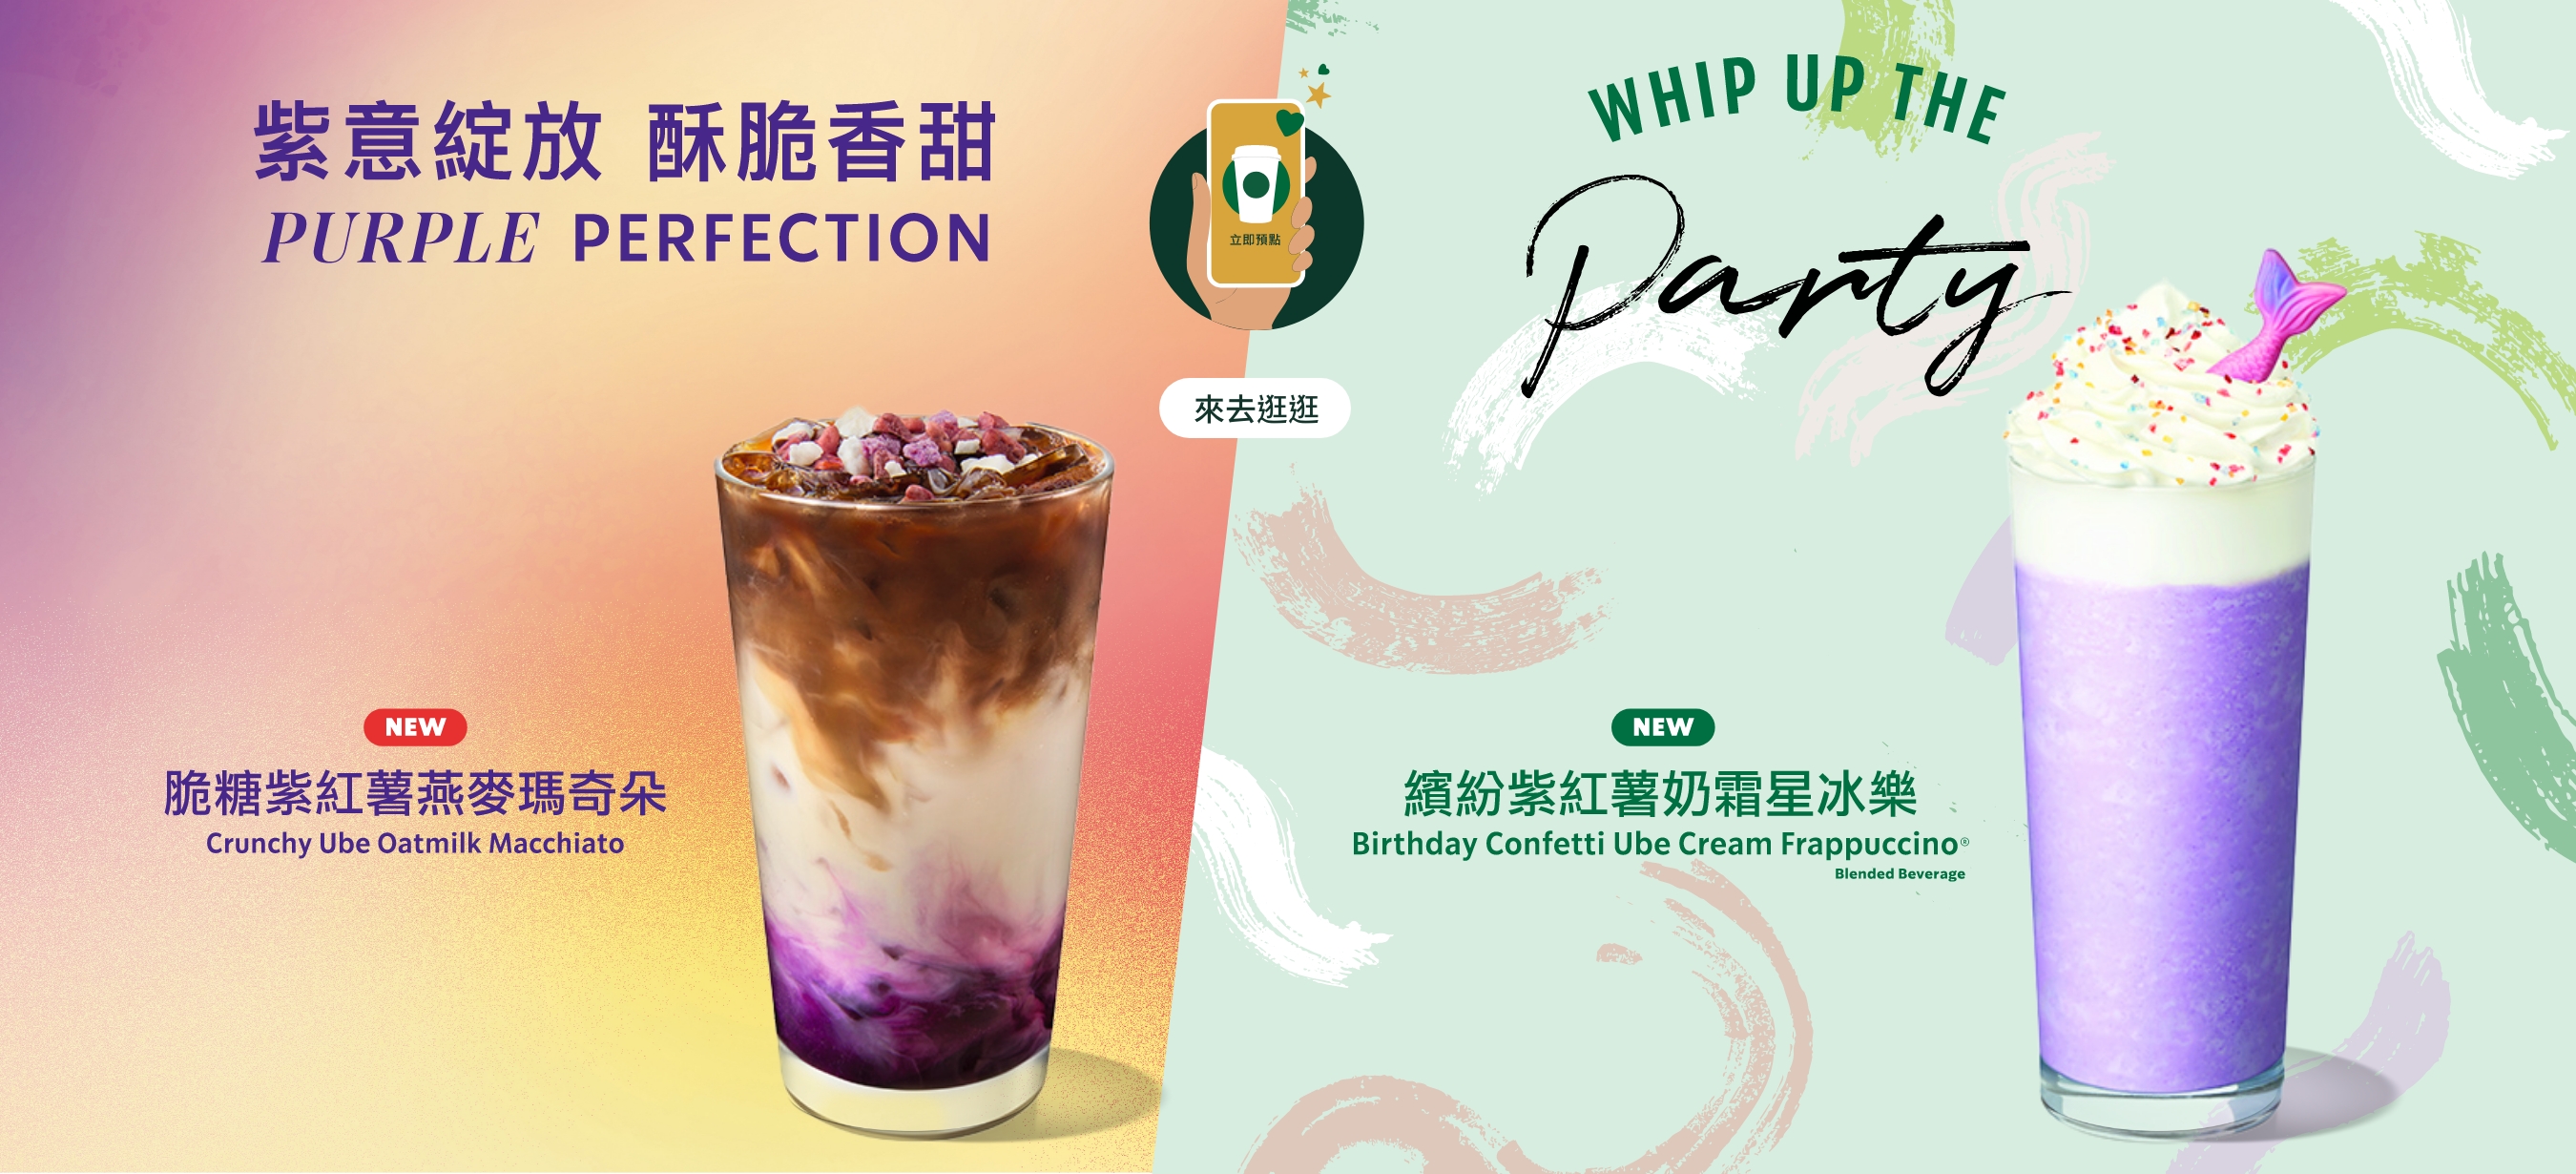 紫意綻放 酥脆香甜
PURPLE PERFECTION
NEW
脆糖紫紅薯燕麥瑪奇朵
Crunchy Ube Oatmilk Macchiato
立即預點
來去逛逛
WHIP UP THE
Party
NEW
繽紛紫紅薯奶霜星冰樂
Birthday Confetti Ube Cream Frappuccino®
Blended Beverage